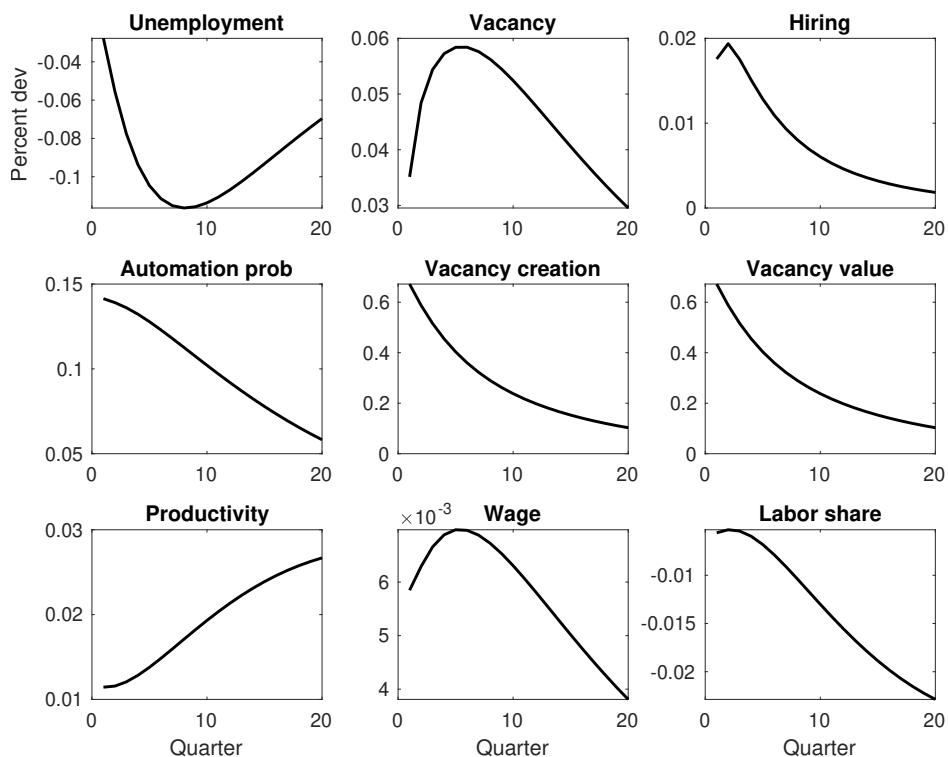 Unemployment
Percent dev
-0.04
-0.06
-0.08
-0.1
0 10 20
Vacancy
0.06
0.05
0.04
0.03
0 10 20
Hiring
0.02
0.01
0
0 10 20
Automation prob
0.15
0.1
0.05
0 10 20
Vacancy creation
0.6
0.4
0.2
0
0 10 20
Vacancy value
0.6
0.4
0.2
0
0 10 20
Productivity
0.03
0.02
0.01
0 10 20
Quarter
Wage
×10⁻³
6
5
4
0 10 20
Quarter
Labor share
-0.01
-0.015
-0.02
0 10 20
Quarter